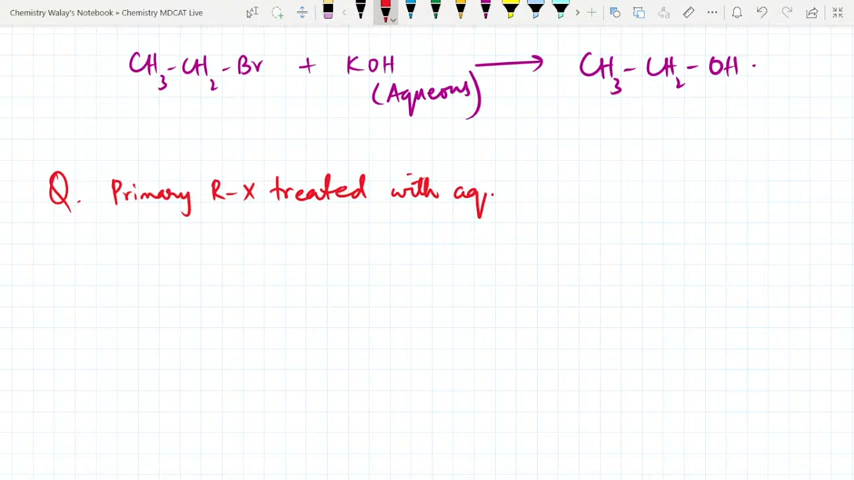 Chemistry Walay's Notebook » Chemistry MDCAT Live
CH3-CH2-Br + KOH (Aqueous) ⟶ CH3-CH2-OH.
Q. Primary R-X treated with aq.